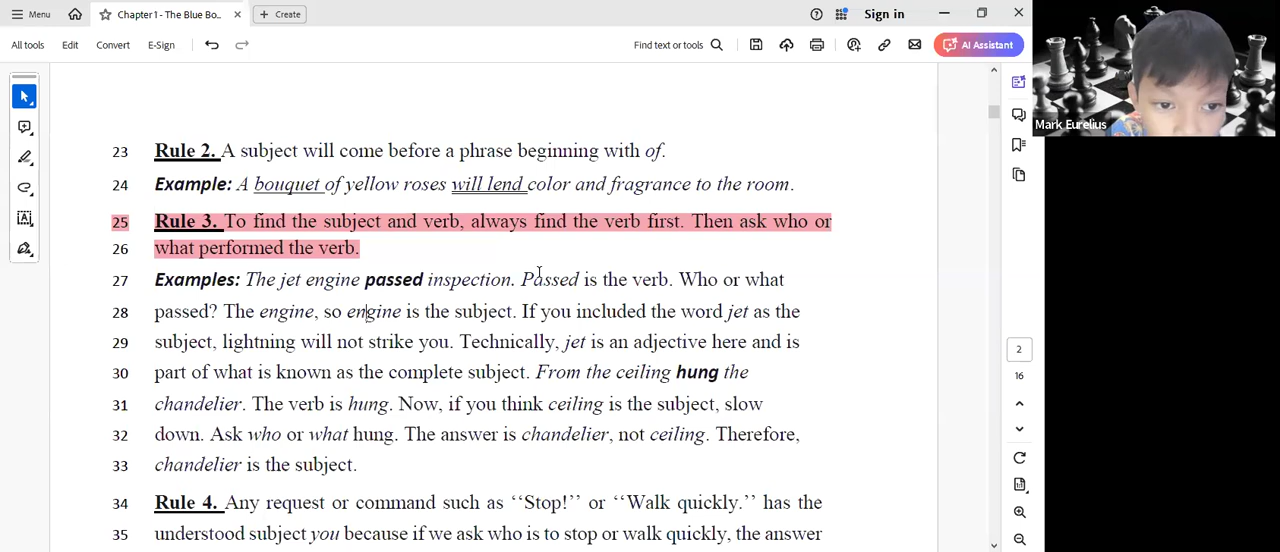 Menu
Chapter1 - The Blue Bo...
Create
Sign in
All tools
Edit
Convert
E-Sign
Find text or tools
AI Assistant
Mark Eurelius
23 Rule 2. A subject will come before a phrase beginning with of.
24 Example: A bouquet of yellow roses will lend color and fragrance to the room.
25 Rule 3. To find the subject and verb, always find the verb first. Then ask who or
26 what performed the verb.
27 Examples: The jet engine passed inspection. Passed is the verb. Who or what
28 passed? The engine, so engine is the subject. If you included the word jet as the
29 subject, lightning will not strike you. Technically, jet is an adjective here and is
30 part of what is known as the complete subject. From the ceiling hung the
31 chandelier. The verb is hung. Now, if you think ceiling is the subject, slow
32 down. Ask who or what hung. The answer is chandelier, not ceiling. Therefore,
33 chandelier is the subject.
34 Rule 4. Any request or command such as ‘‘Stop!’’ or ‘‘Walk quickly.’’ has the
35 understood subject you because if we ask who is to stop or walk quickly, the answer
2
16